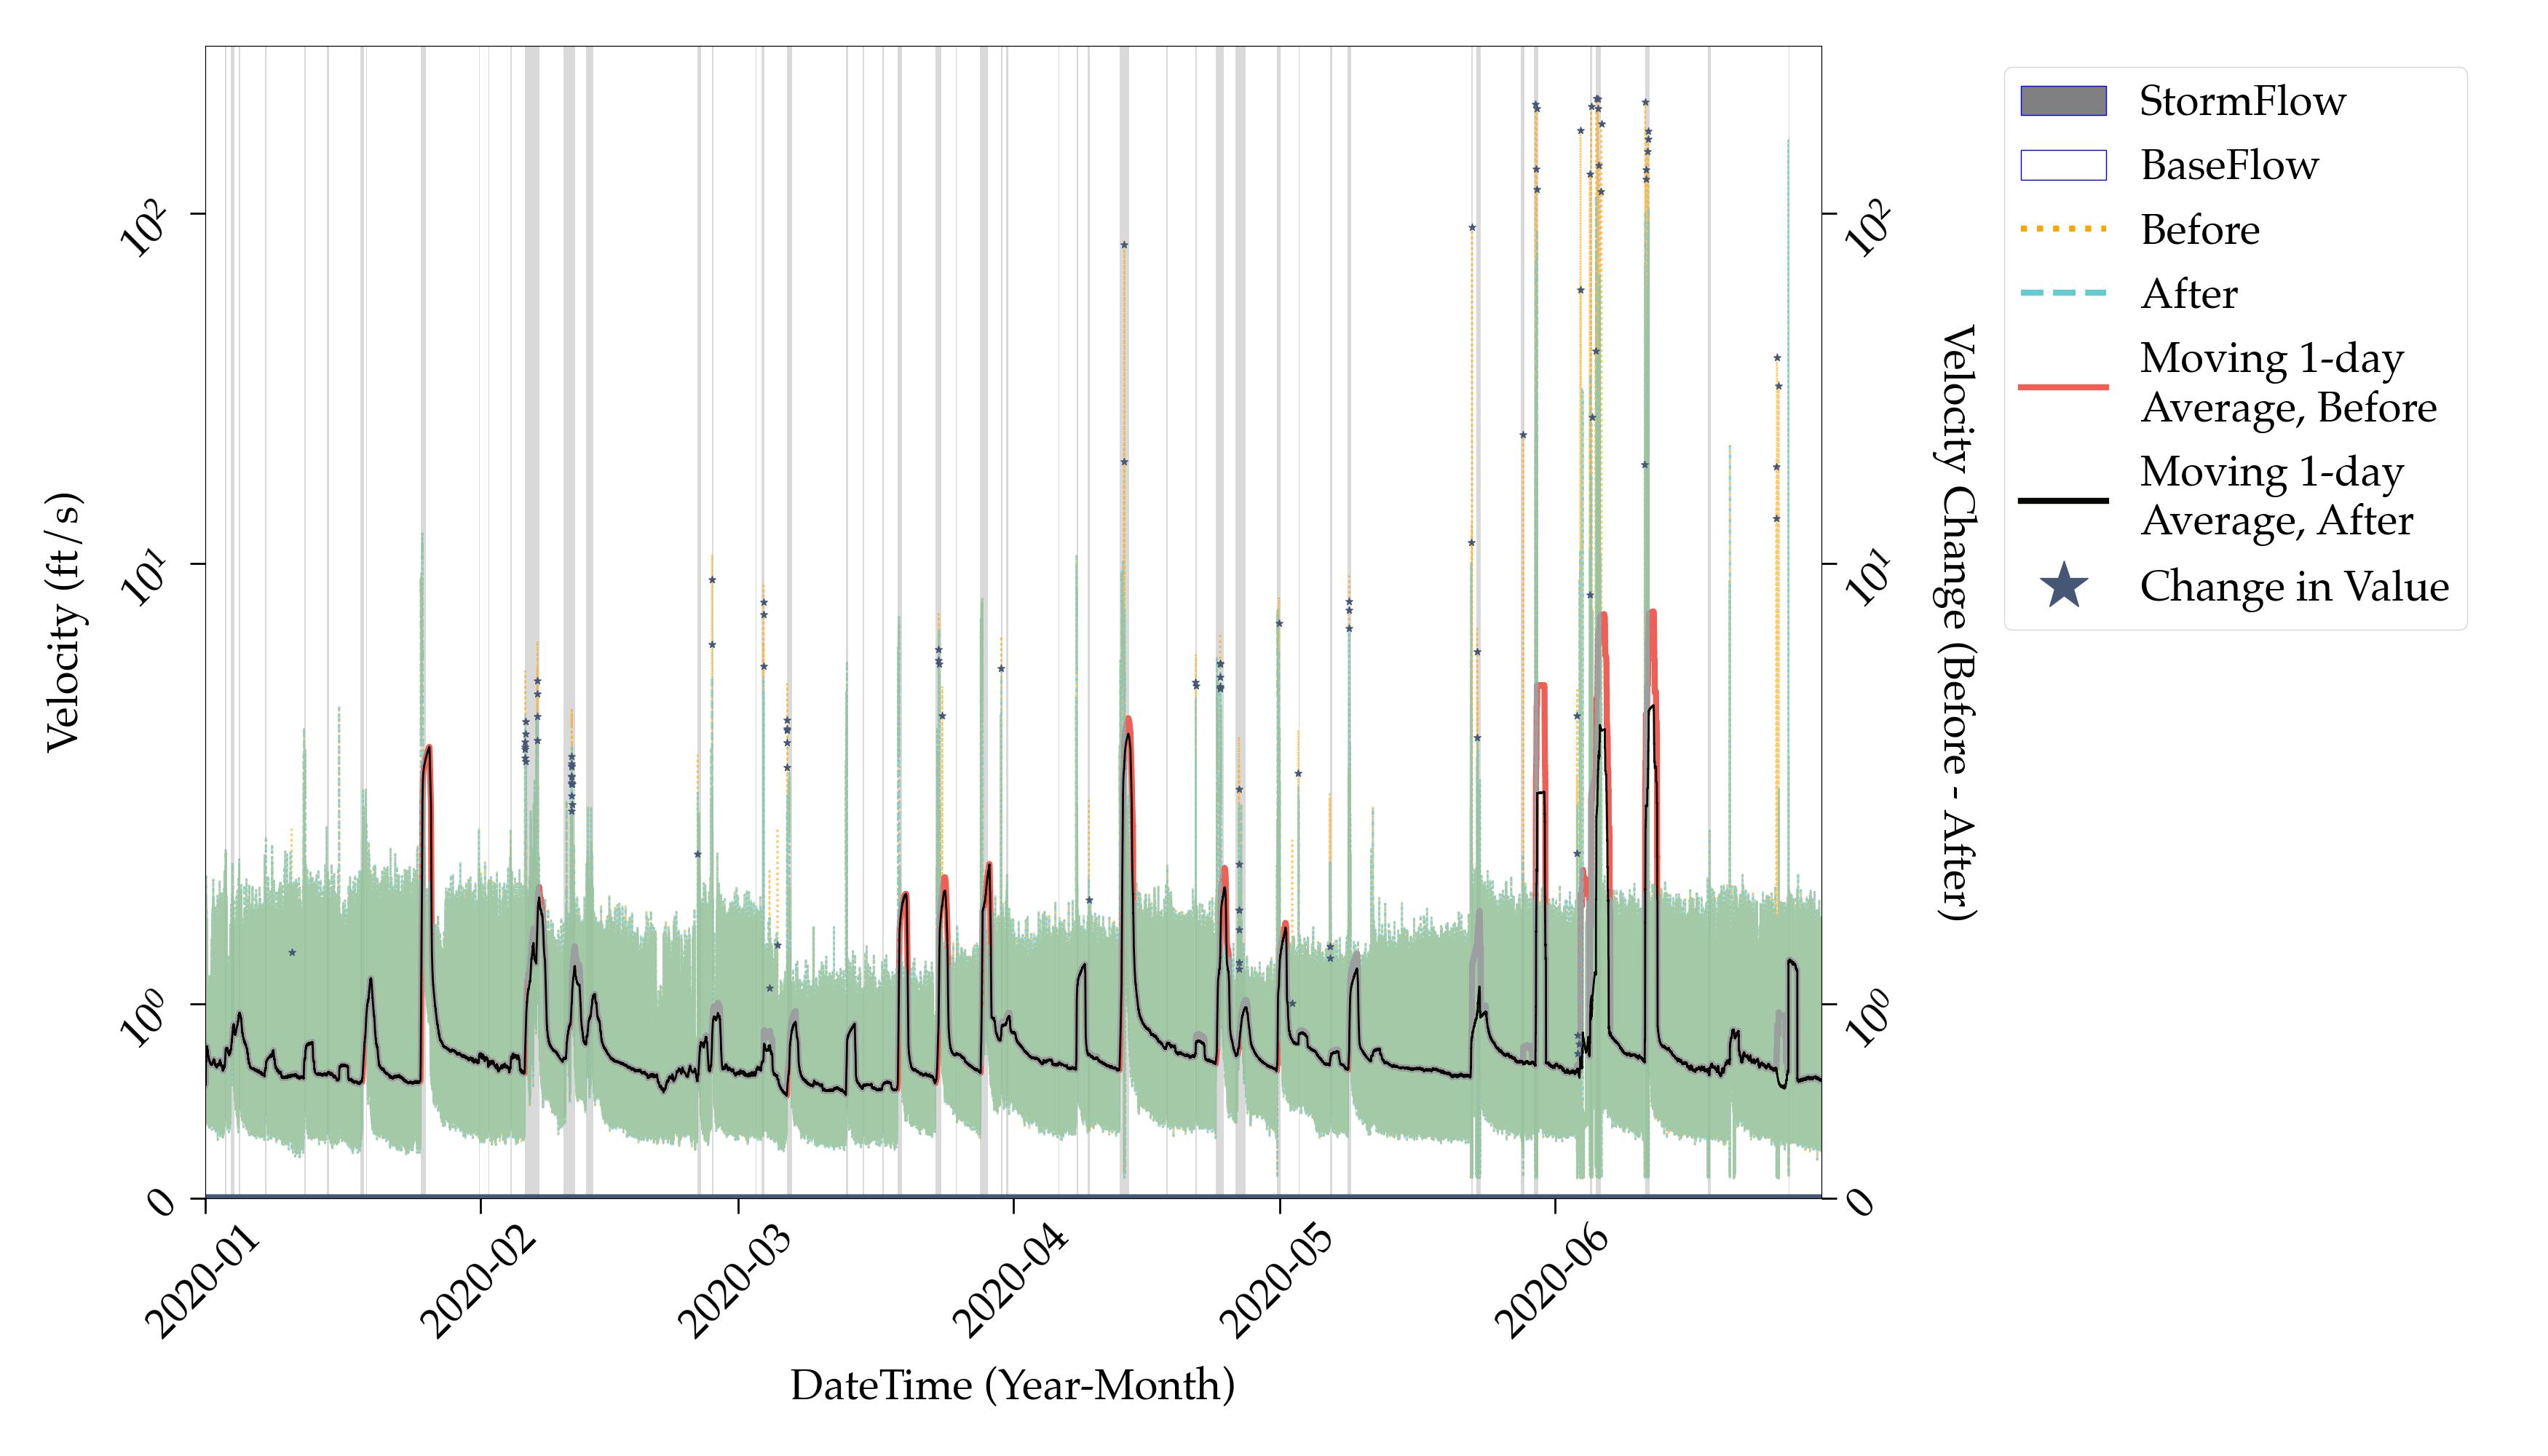 10²
10¹
10⁰
0
Velocity (ft/s)
10²
10¹
10⁰
0
Velocity Change (Before - After)
2020-01
2020-02
2020-03
2020-04
2020-05
2020-06
DateTime (Year-Month)
StormFlow
BaseFlow
Before
After
Moving 1-day
Average, Before
Moving 1-day
Average, After
Change in Value